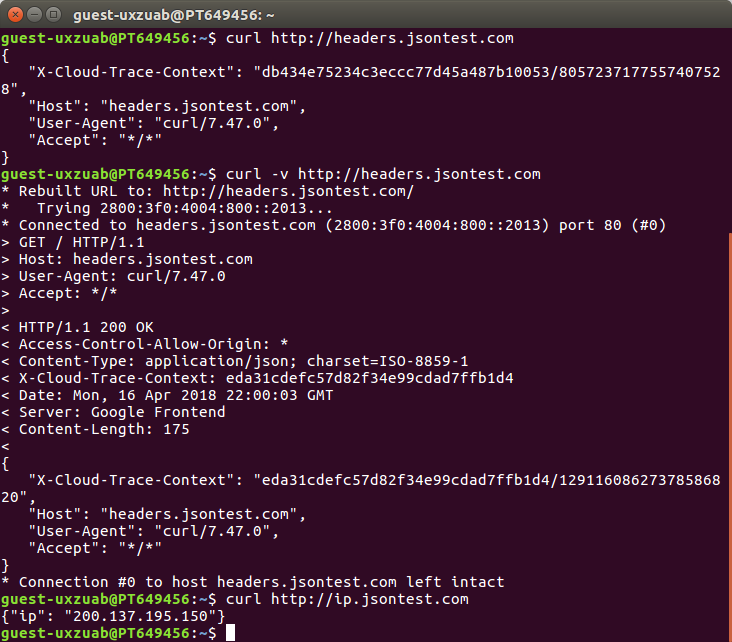 guest-uxzuab@PT649456: ~
guest-uxzuab@PT649456:~$ curl http://headers.jsontest.com
{
   "X-Cloud-Trace-Context": "db434e75234c3eccc77d45a487b10053/805723717755740752
8",
   "Host": "headers.jsontest.com",
   "User-Agent": "curl/7.47.0",
   "Accept": "*/*"
}
guest-uxzuab@PT649456:~$ curl -v http://headers.jsontest.com
* Rebuilt URL to: http://headers.jsontest.com/
*   Trying 2800:3f0:4004:800::2013...
* Connected to headers.jsontest.com (2800:3f0:4004:800::2013) port 80 (#0)
> GET / HTTP/1.1
> Host: headers.jsontest.com
> User-Agent: curl/7.47.0
> Accept: */*
>
< HTTP/1.1 200 OK
< Access-Control-Allow-Origin: *
< Content-Type: application/json; charset=ISO-8859-1
< X-Cloud-Trace-Context: eda31cdefc57d82f34e99cdad7ffb1d4
< Date: Mon, 16 Apr 2018 22:00:03 GMT
< Server: Google Frontend
< Content-Length: 175
<
{
   "X-Cloud-Trace-Context": "eda31cdefc57d82f34e99cdad7ffb1d4/129116086273785868
20",
   "Host": "headers.jsontest.com",
   "User-Agent": "curl/7.47.0",
   "Accept": "*/*"
}
* Connection #0 to host headers.jsontest.com left intact
guest-uxzuab@PT649456:~$ curl http://ip.jsontest.com
{"ip": "200.137.195.150"}
guest-uxzuab@PT649456:~$